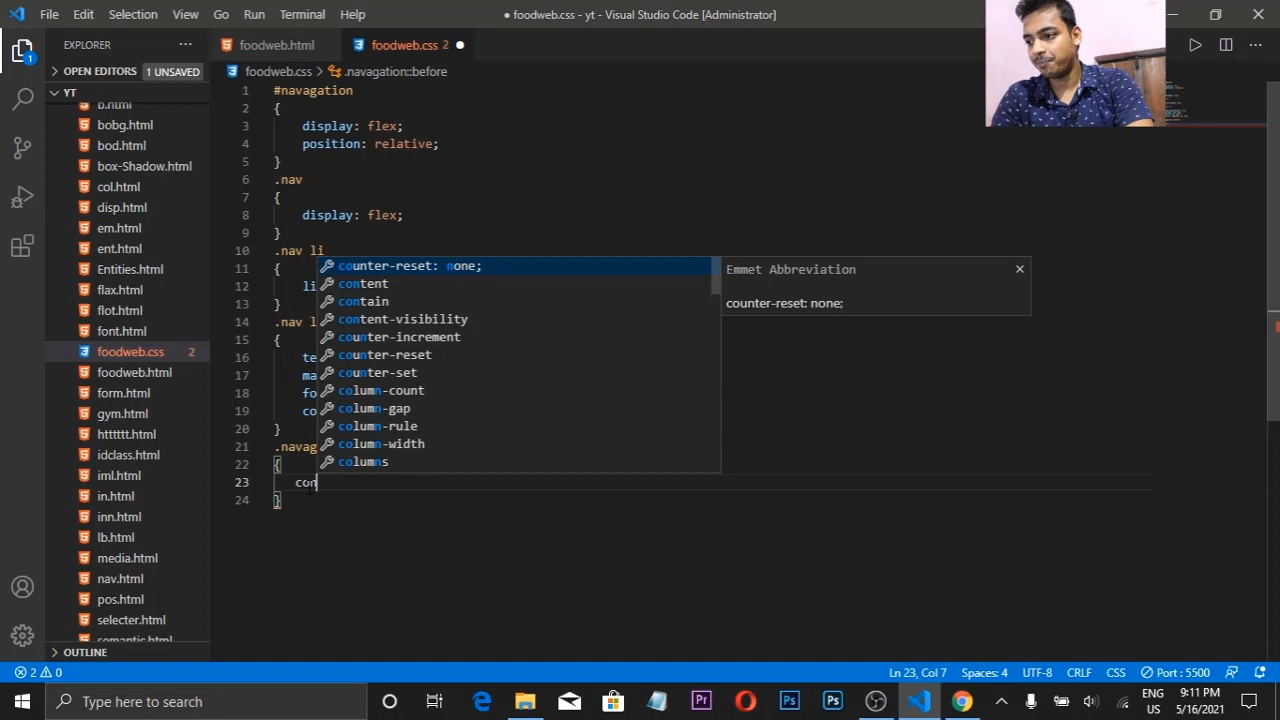 File Edit Selection View Go Run Terminal Help
● foodweb.css - yt - Visual Studio Code [Administrator]
EXPLORER
foodweb.html
foodweb.css 2
OPEN EDITORS 1 UNSAVED
foodweb.css > .navagation::before
YT
b.html
bobg.html
bod.html
box-Shadow.html
col.html
disp.html
em.html
ent.html
Entities.html
flax.html
flot.html
font.html
foodweb.css 2
foodweb.html
form.html
gym.html
htttttt.html
idclass.html
iml.html
in.html
inn.html
lb.html
media.html
nav.html
pos.html
selecter.html
semantic.html
OUTLINE
1 #navagation
2 {
3 display: flex;
4 position: relative;
5 }
6 .nav
7 {
8 display: flex;
9 }
10 .nav li
11 {
12 li
13 }
14 .nav l
15 {
16 te
17 ma
18 fo
19 co
20 }
21 .navag
22 {
23 con
24 }
counter-reset: none;
content
contain
content-visibility
counter-increment
counter-reset
counter-set
column-count
column-gap
column-rule
column-width
columns
Emmet Abbreviation
counter-reset: none;
2 0
Ln 23, Col 7 Spaces: 4 UTF-8 CRLF CSS Port : 5500
Type here to search
ENG
US
9:11 PM
5/16/2021